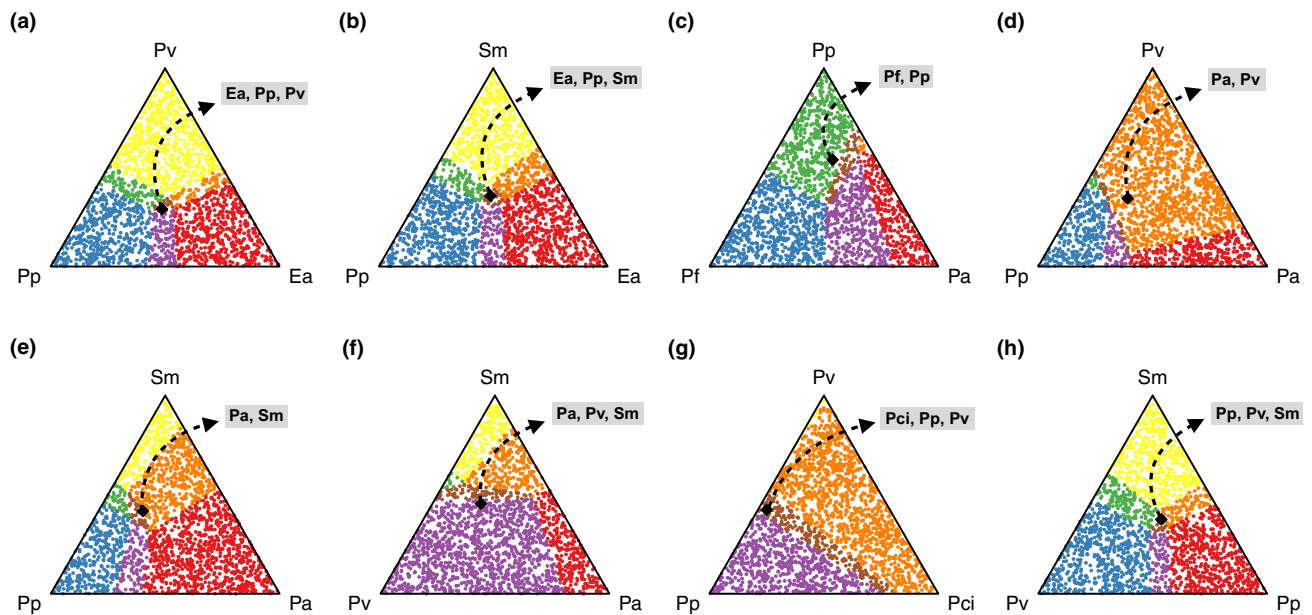 (a)
Pv
Ea, Pp, Pv
Pp
Ea
(b)
Sm
Ea, Pp, Sm
Pp
Ea
(c)
Pp
Pf, Pp
Pf
Pa
(d)
Pv
Pa, Pv
Pp
Pa
(e)
Sm
Pa, Sm
Pp
Pa
(f)
Sm
Pa, Pv, Sm
Pv
Pa
(g)
Pv
Pci, Pp, Pv
Pp
Pci
(h)
Sm
Pp, Pv, Sm
Pv
Pp